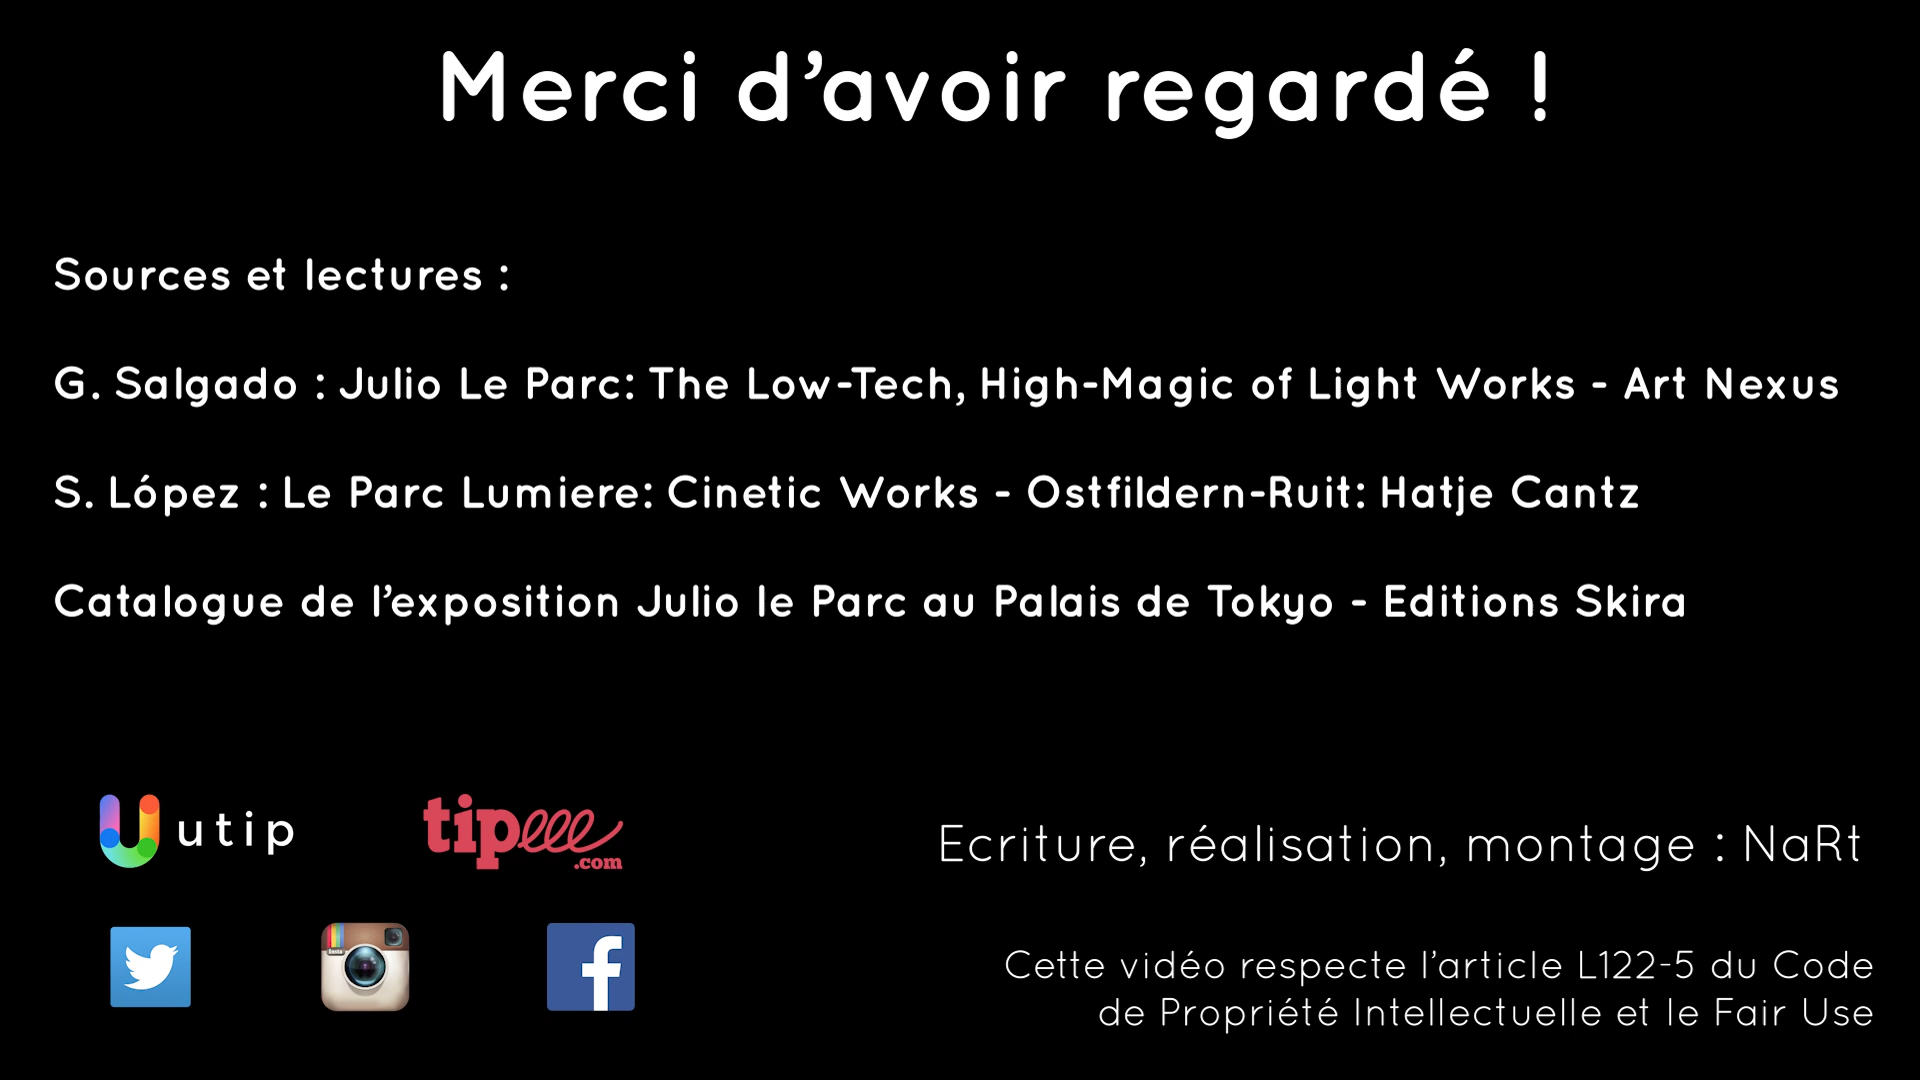 Merci d’avoir regardé !
Sources et lectures :
G. Salgado : Julio Le Parc: The Low-Tech, High-Magic of Light Works - Art Nexus
S. López : Le Parc Lumiere: Cinetic Works - Ostfildern-Ruit: Hatje Cantz
Catalogue de l’exposition Julio le Parc au Palais de Tokyo - Editions Skira
utip
tipeee
.com
Ecriture, réalisation, montage : NaRt
Insta
Cette vidéo respecte l’article L122-5 du Code
de Propriété Intellectuelle et le Fair Use